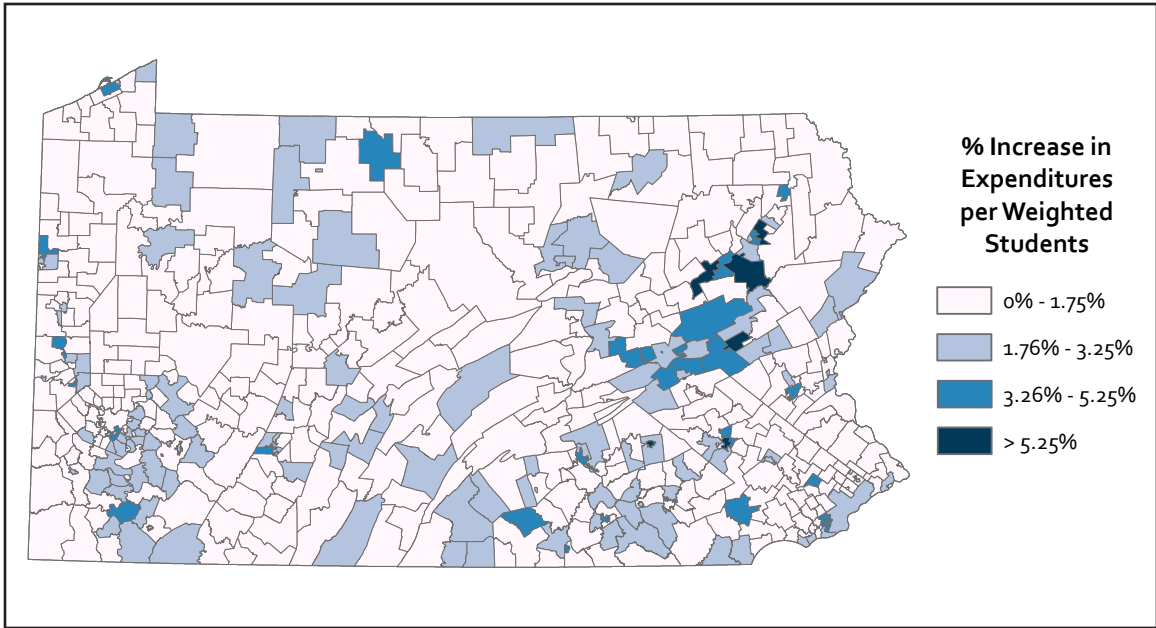 % Increase in
Expenditures
per Weighted
Students
0% - 1.75%
1.76% - 3.25%
3.26% - 5.25%
> 5.25%